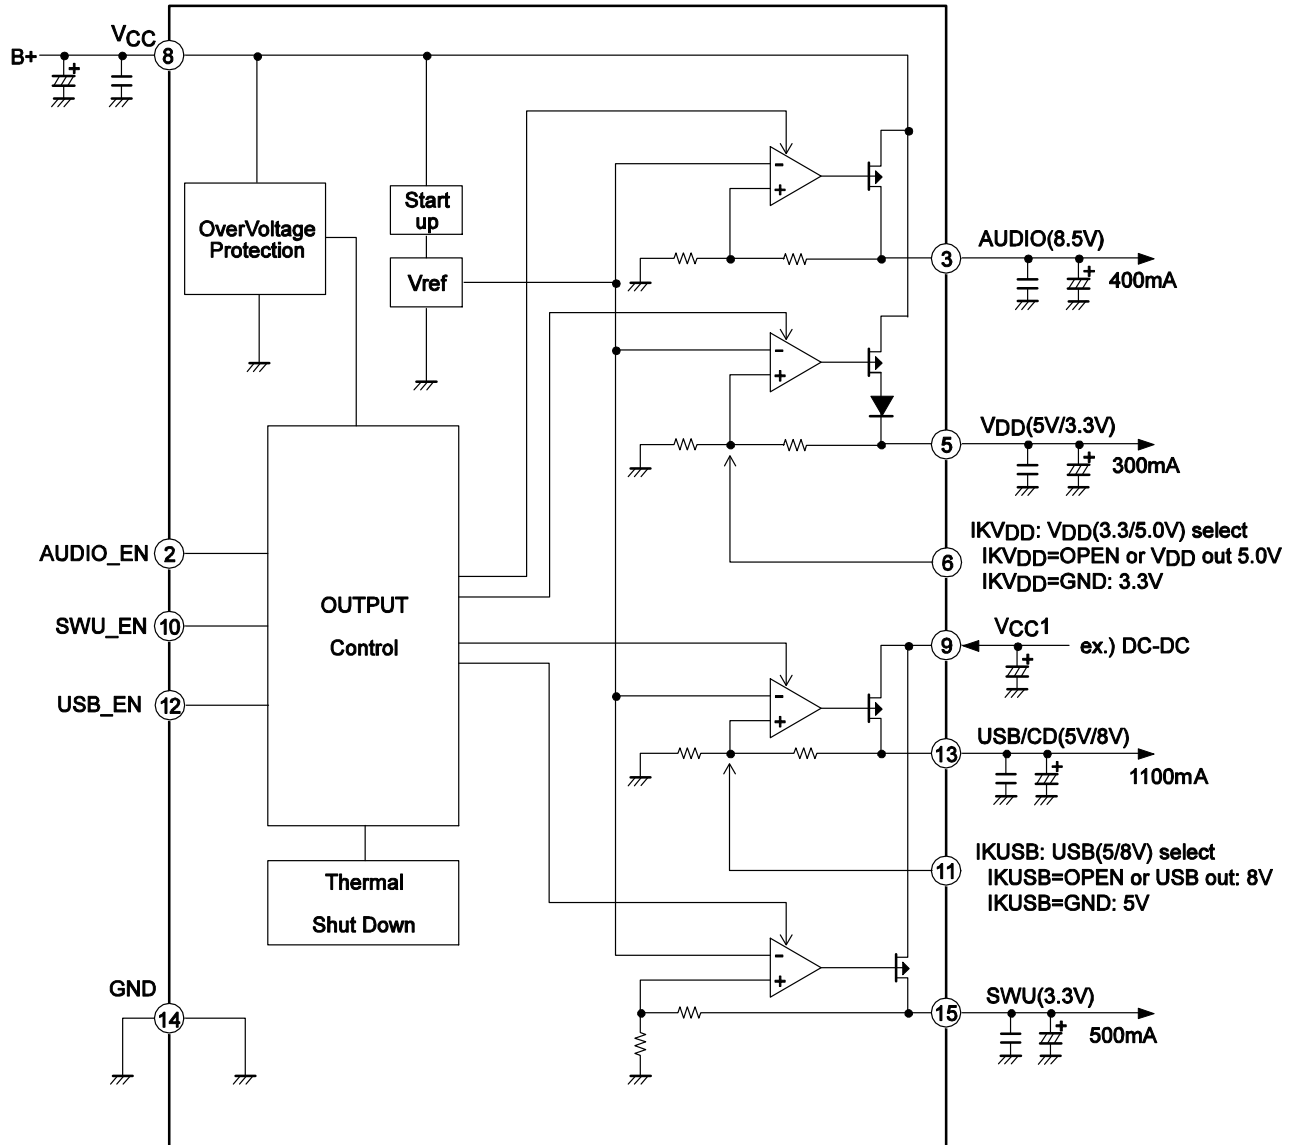 VCC
B+
8
+
OverVoltage
Protection
Start
up
Vref
-
+
3
AUDIO(8.5V)
+
400mA
-
+
5
VDD(5V/3.3V)
+
300mA
6
IKVDD: VDD(3.3/5.0V) select
IKVDD=OPEN or VDD out 5.0V
IKVDD=GND: 3.3V
AUDIO_EN
2
SWU_EN
10
USB_EN
12
OUTPUT
Control
9
VCC1
+
ex.) DC-DC
-
+
13
USB/CD(5V/8V)
+
1100mA
11
IKUSB: USB(5/8V) select
IKUSB=OPEN or USB out: 8V
IKUSB=GND: 5V
Thermal
Shut Down
-
+
GND
14
15
SWU(3.3V)
+
500mA